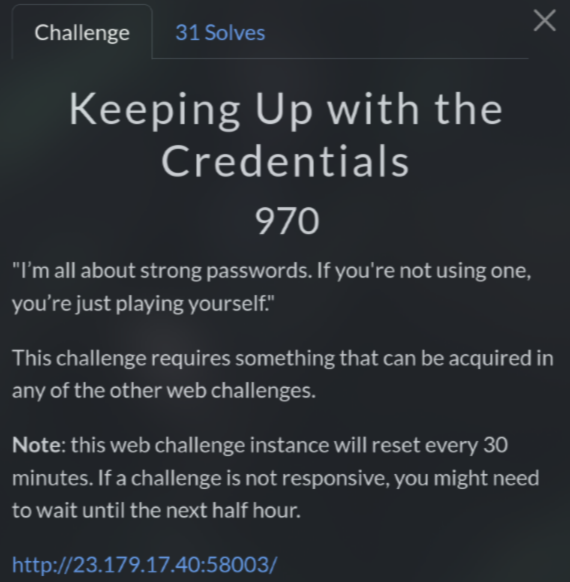 Challenge
31 Solves
Keeping Up with the
Credentials
970
"I'm all about strong passwords. If you're not using one,
you're just playing yourself."
This challenge requires something that can be acquired in
any of the other web challenges.
Note: this web challenge instance will reset every 30
minutes. If a challenge is not responsive, you might need
to wait until the next half hour.
http://23.179.17.40:58003/